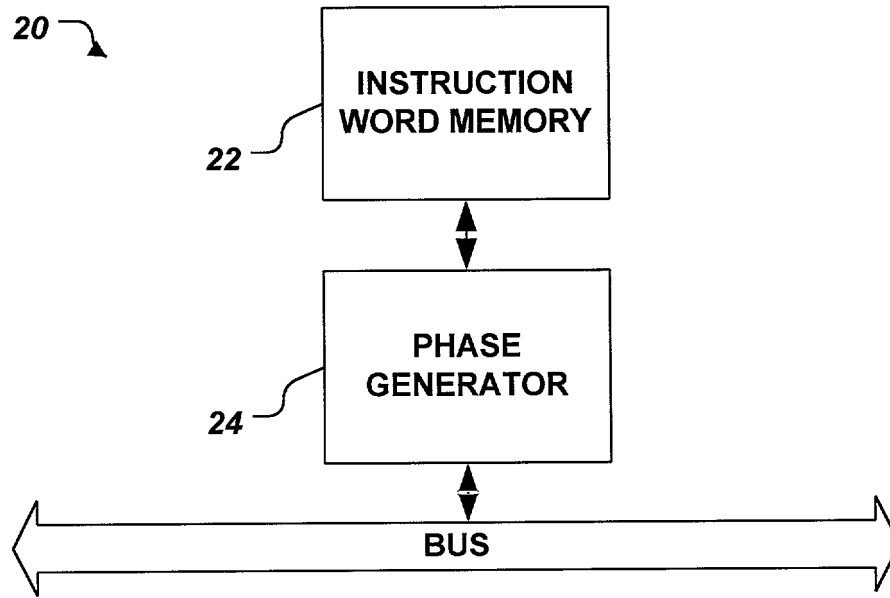 20
INSTRUCTION
WORD MEMORY
22
PHASE
GENERATOR
24
BUS